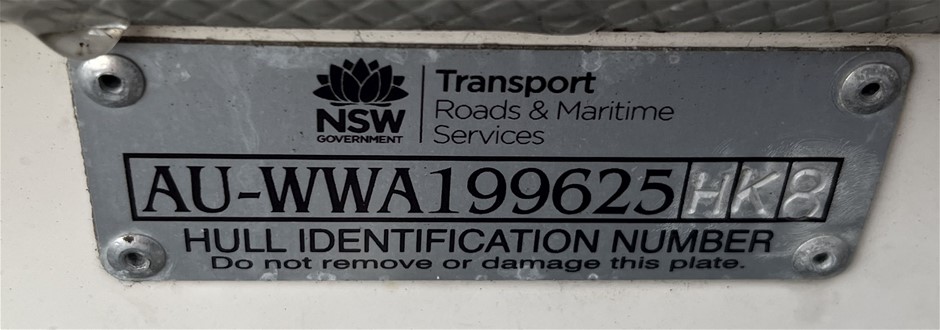 NSW
GOVERNMENT
Transport
Roads & Maritime
Services
AU-WWA199625HK8
HULL IDENTIFICATION NUMBER
Do not remove or damage this plate.